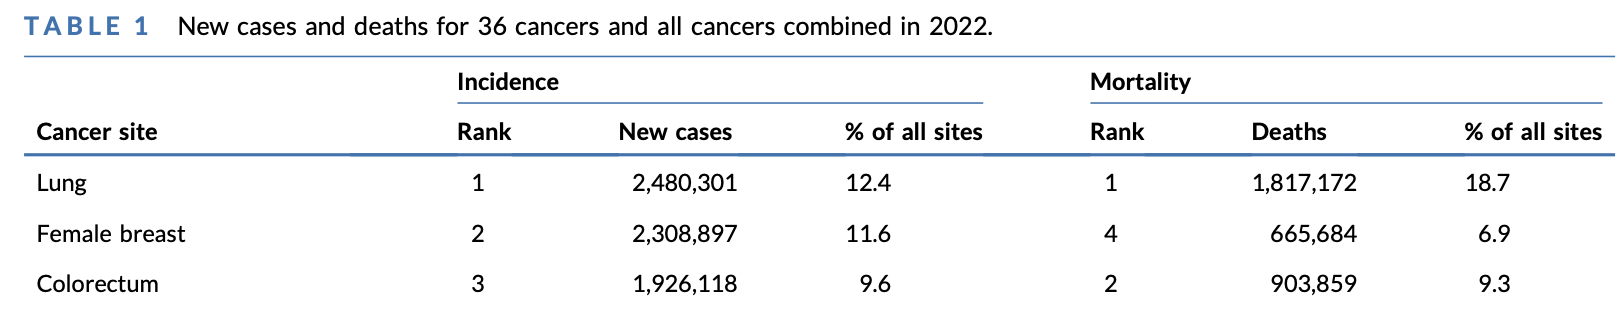 TABLE 1 New cases and deaths for 36 cancers and all cancers combined in 2022.
Incidence Mortality
Cancer site Rank New cases % of all sites Rank Deaths % of all sites
Lung 1 2,480,301 12.4 1 1,817,172 18.7
Female breast 2 2,308,897 11.6 4 665,684 6.9
Colorectum 3 1,926,118 9.6 2 903,859 9.3